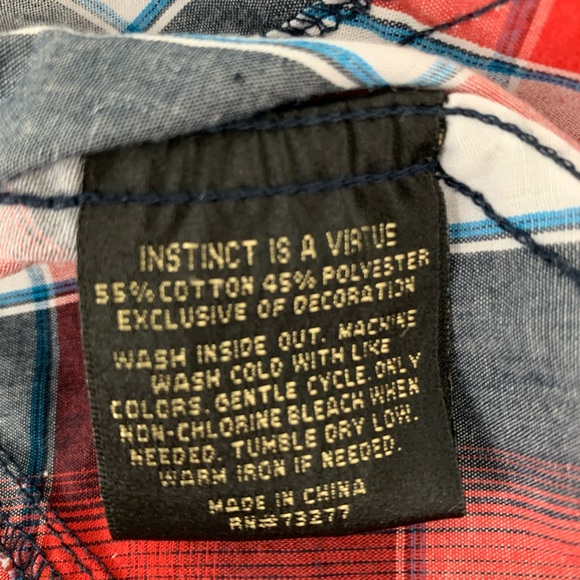 INSTINCT IS A VIRTUE
55% COTTON 45% POLYESTER
EXCLUSIVE OF DECORATION
WASH INSIDE OUT. MACHINE
WASH COLD WITH LIKE
COLORS. GENTLE CYCLE. ONLY
NON-CHLORINE BLEACH WHEN
NEEDED. TUMBLE DRY LOW.
WARM IRON IF NEEDED.
MADE IN CHINA
RN#73277